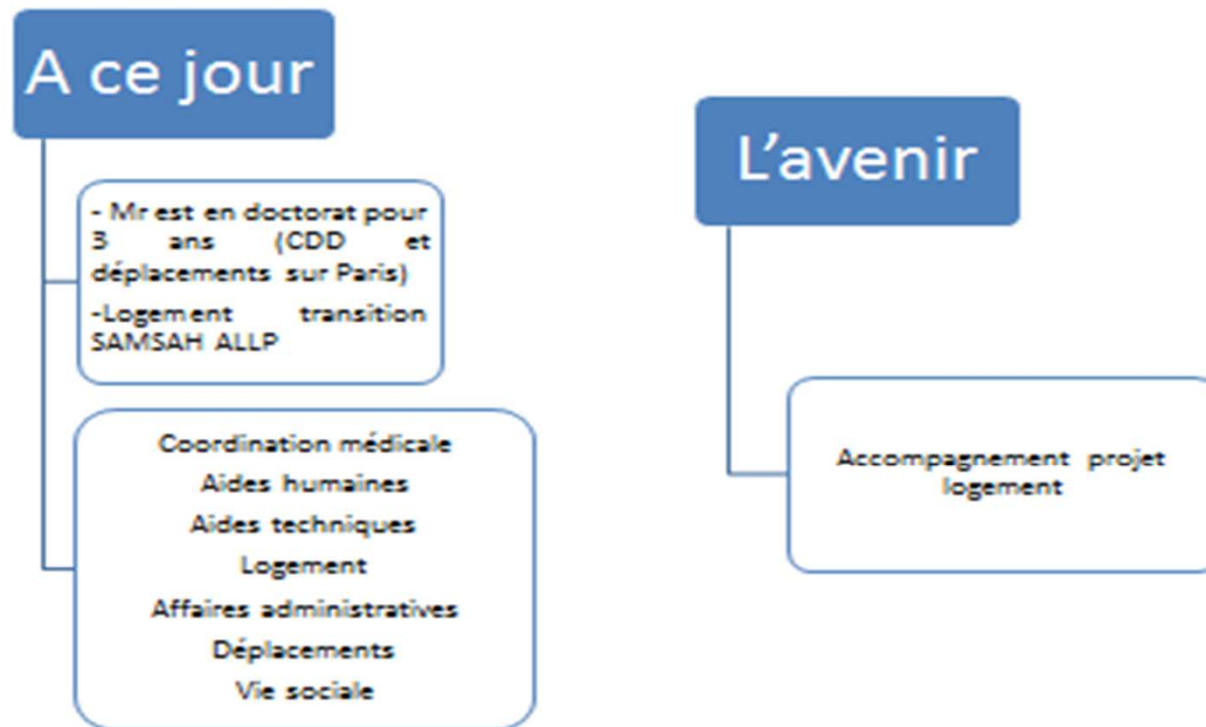 A ce jour
- Mr est en doctorat pour
3 ans (CDD et
déplacements sur Paris)
-Logement transition
SAMSAH ALLP
Coordination médicale
Aides humaines
Aides techniques
Logement
Affaires administratives
Déplacements
Vie sociale
L'avenir
Accompagnement projet
logement